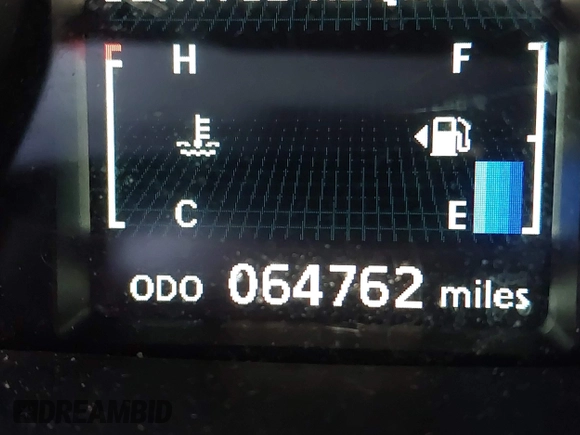 H F
C E
ODO 064762 miles
DREAMBID